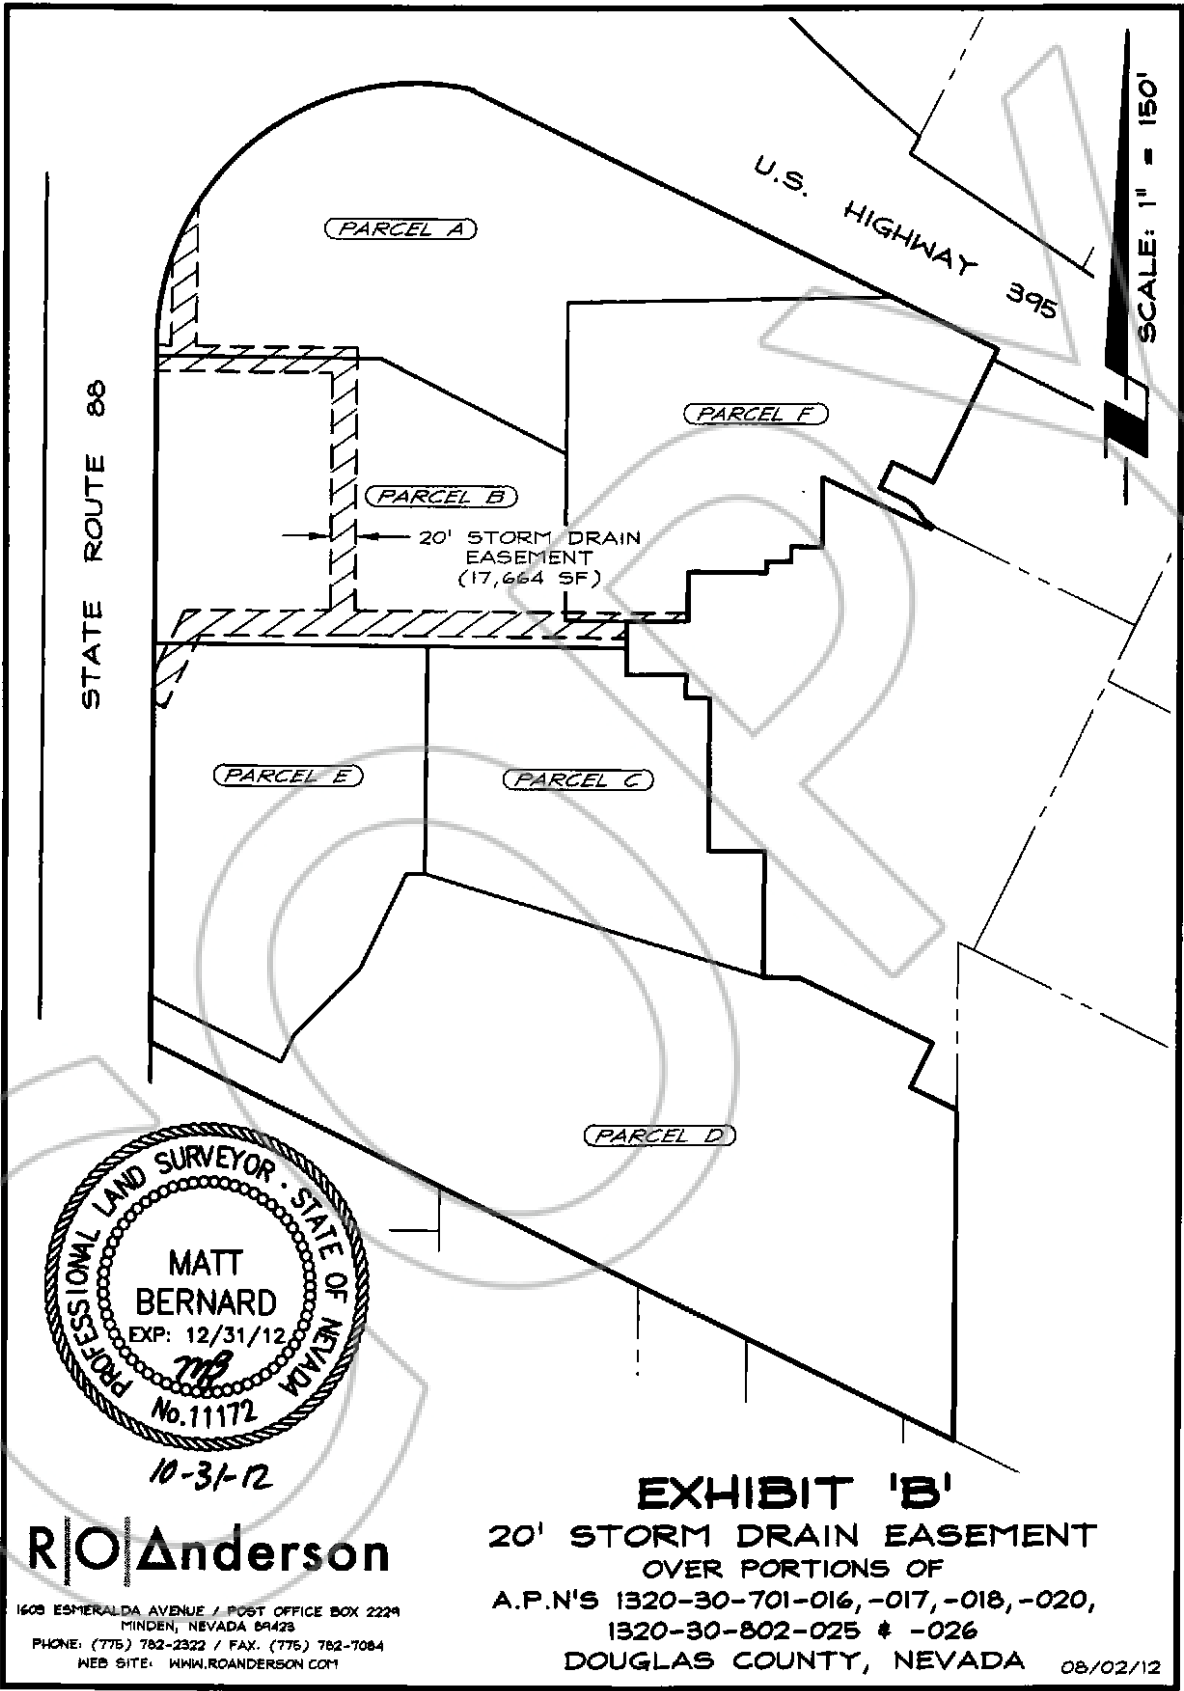 SCALE: 1" = 150'
U.S. HIGHWAY 395
PARCEL A
PARCEL F
STATE ROUTE 88
PARCEL B
20' STORM DRAIN
EASEMENT
(17,664 SF)
PARCEL E
PARCEL C
PARCEL D
COPY
PROFESSIONAL LAND SURVEYOR · STATE OF NEVADA
MATT
BERNARD
EXP: 12/31/12
MB
No. 11172
10-31-12
R|O|Anderson
1603 ESMERALDA AVENUE / POST OFFICE BOX 2229
MINDEN, NEVADA 89423
PHONE: (775) 782-2322 / FAX. (775) 782-7084
WEB SITE: WWW.ROANDERSON.COM
EXHIBIT 'B'
20' STORM DRAIN EASEMENT
OVER PORTIONS OF
A.P.N'S 1320-30-701-016,-017,-018,-020,
1320-30-802-025 & -026
DOUGLAS COUNTY, NEVADA
08/02/12